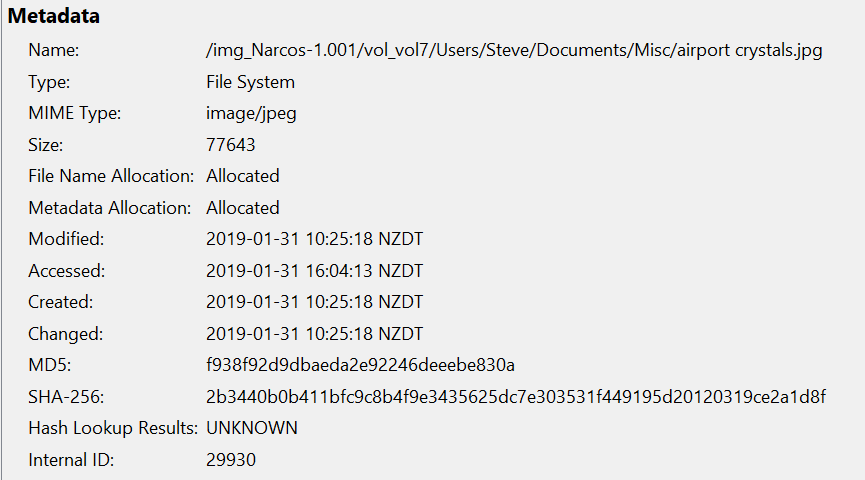 Metadata
Name: /img_Narcos-1.001/vol_vol7/Users/Steve/Documents/Misc/airport crystals.jpg
Type: File System
MIME Type: image/jpeg
Size: 77643
File Name Allocation: Allocated
Metadata Allocation: Allocated
Modified: 2019-01-31 10:25:18 NZDT
Accessed: 2019-01-31 16:04:13 NZDT
Created: 2019-01-31 10:25:18 NZDT
Changed: 2019-01-31 10:25:18 NZDT
MD5: f938f92d9dbaeda2e92246deeebe830a
SHA-256: 2b3440b0b411bfc9c8b4f9e3435625dc7e303531f449195d20120319ce2a1d8f
Hash Lookup Results: UNKNOWN
Internal ID: 29930